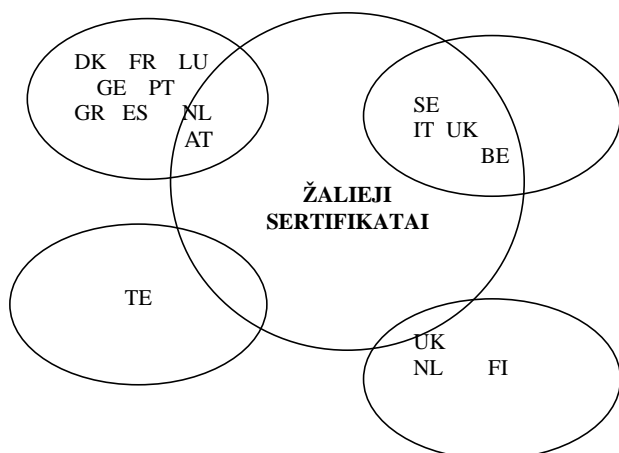 DK FR LU
GE PT
GR ES NL
AT
SE
IT UK
BE
ŽALIEJI
SERTIFIKATAI
TE
UK
NL FI